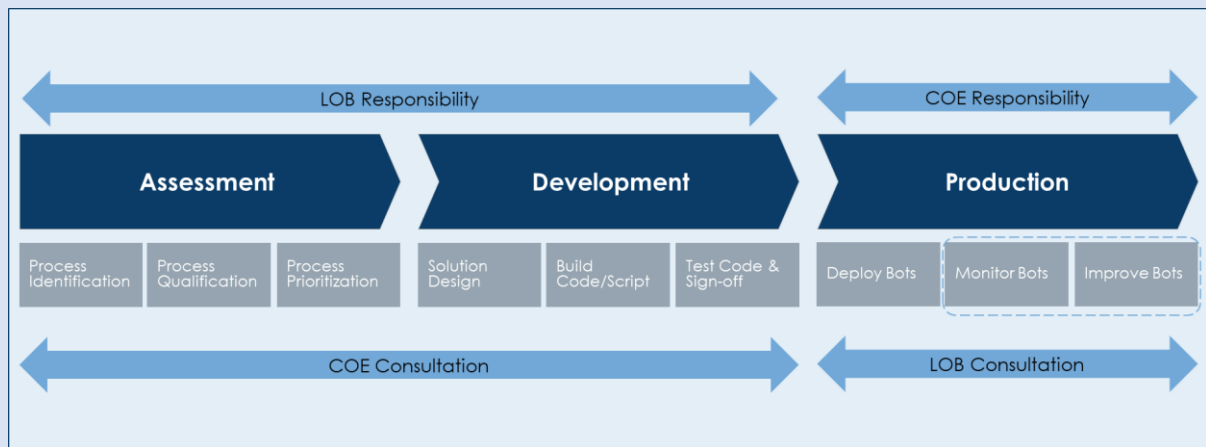 LOB Responsibility
COE Responsibility
Assessment
Development
Production
Process
Identification
Process
Qualification
Process
Prioritization
Solution
Design
Build
Code/Script
Test Code &
Sign-off
Deploy Bots
Monitor Bots
Improve Bots
COE Consultation
LOB Consultation